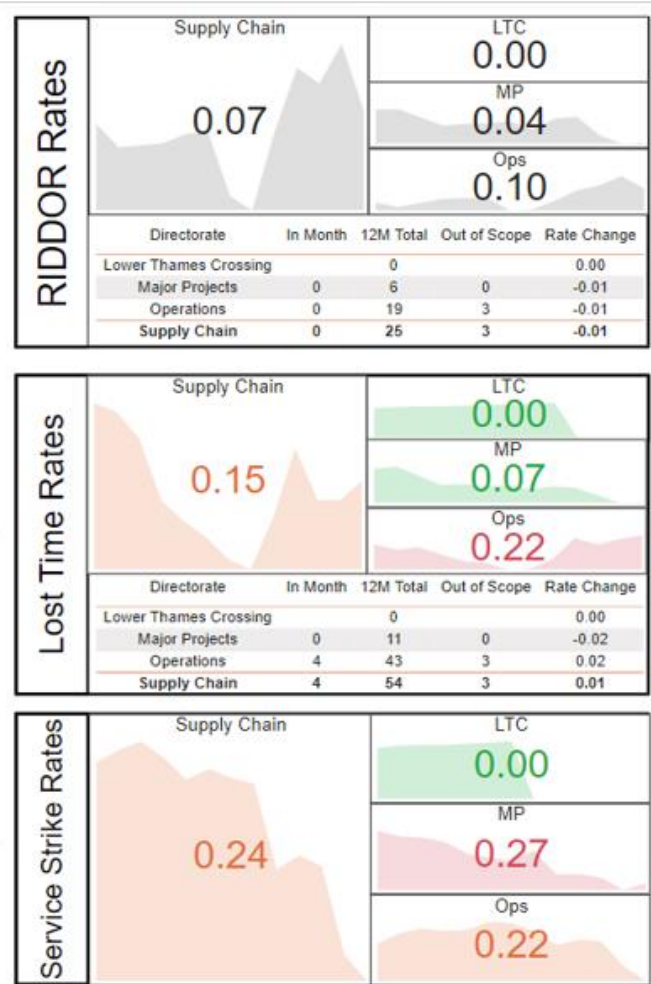 RIDDOR Rates
Supply Chain
0.07
LTC
0.00
MP
0.04
Ops
0.10
Directorate In Month 12M Total Out of Scope Rate Change
Lower Thames Crossing 0 0.00
Major Projects 0 6 0 -0.01
Operations 0 19 3 -0.01
Supply Chain 0 25 3 -0.01
Lost Time Rates
Supply Chain
0.15
LTC
0.00
MP
0.07
Ops
0.22
Directorate In Month 12M Total Out of Scope Rate Change
Lower Thames Crossing 0 0.00
Major Projects 0 11 0 -0.02
Operations 4 43 3 0.02
Supply Chain 4 54 3 0.01
Service Strike Rates
Supply Chain
0.24
LTC
0.00
MP
0.27
Ops
0.22